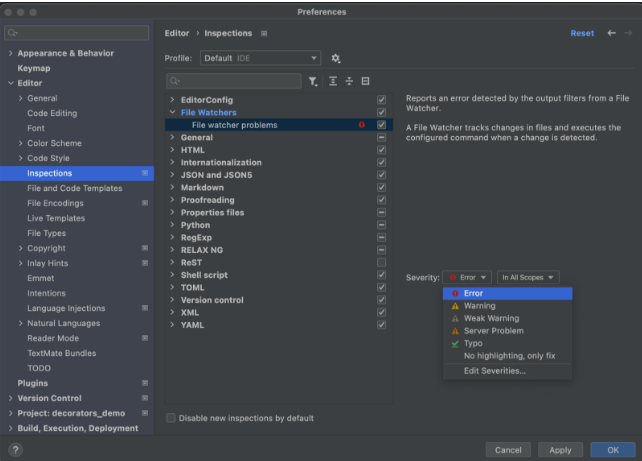 Preferences
Appearance & Behavior
Keymap
Editor
General
Code Editing
Font
Color Scheme
Code Style
Inspections
File and Code Templates
File Encodings
Live Templates
File Types
Copyright
Inlay Hints
Emmet
Intentions
Language Injections
Natural Languages
Reader Mode
TextMate Bundles
TODO
Plugins
Version Control
Project: decorators_demo
Build, Execution, Deployment
?
Editor › Inspections
Reset
Profile: Default IDE
EditorConfig
File Watchers
File watcher problems
General
HTML
Internationalization
JSON and JSON5
Markdown
Proofreading
Properties files
Python
RegExp
RELAX NG
ReST
Shell script
TOML
Version control
XML
YAML
Disable new inspections by default
Reports an error detected by the output filters from a File
Watcher.
A File Watcher tracks changes in files and executes the
configured command when a change is detected.
Severity: Error In All Scopes
Error
Warning
Weak Warning
Server Problem
Typo
No highlighting, only fix
Edit Severities...
Cancel Apply OK